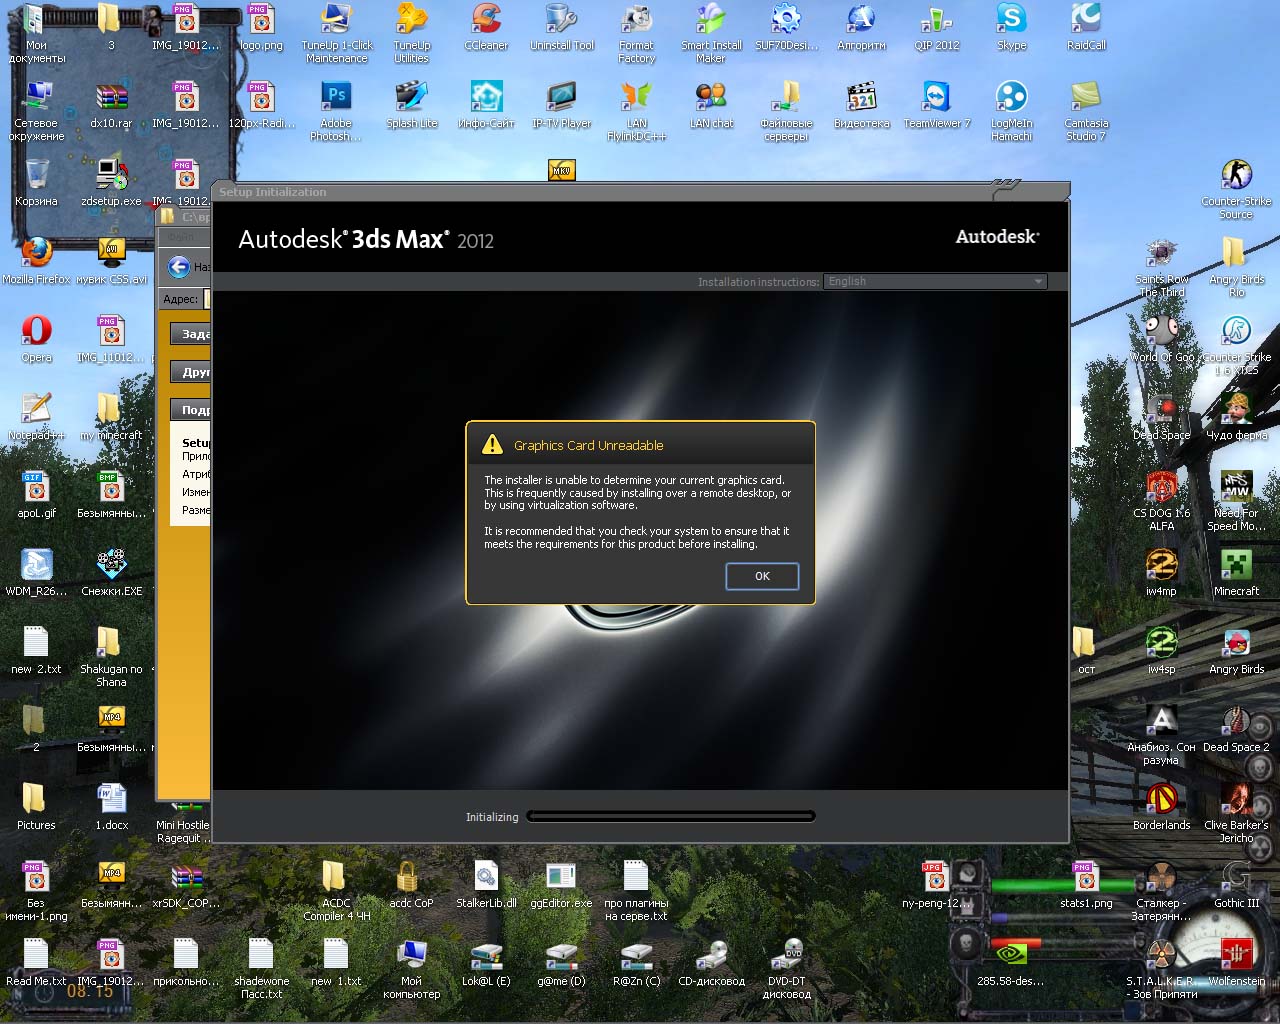 Мои документы
3
IMG_19012...
logo.png
TuneUp 1-Click Maintenance
TuneUp Utilities
CCleaner
Uninstall Tool
Format Factory
Smart Install Maker
SUF70Desi...
Алгоритм
QIP 2012
Skype
RaidCall
Сетевое окружение
dx10.rar
IMG_19012...
120px-Radi...
Adobe Photosh...
Splash Lite
Инфо-Сайт
IP-TV Player
LAN FlylinkDC++
LAN chat
Файловые серверы
Видеотека
TeamViewer 7
LogMeIn Hamachi
Camtasia Studio 7
Корзина
zdsetup.exe
IMG_19012...
MKV
Counter-Strike Source
Setup Initialization
Autodesk® 3ds Max® 2012
Autodesk®
Installation instructions: English
Адрес:
Mozilla Firefox
мувик CSS.avi
Saints Row The Third
Angry Birds Rio
Opera
IMG_11012...
World Of Goo
Counter Strike 1.6 XTCS
Notepad++
my minecraft
Dead Space
Чудо ферма
Graphics Card Unreadable
The installer is unable to determine your current graphics card.
This is frequently caused by installing over a remote desktop, or
by using virtualization software.
It is recommended that you check your system to ensure that it
meets the requirements for this product before installing.
OK
apoL.gif
Безымянны...
CS DOG 1.6 ALFA
Need For Speed Mo...
WDM_R26...
Снежки.EXE
iw4mp
Minecraft
new 2.txt
Shakugan no Shana
ост
iw4sp
Angry Birds
2
Безымянны...
Анабиоз. Сон разума
Dead Space 2
Pictures
1.docx
Mini Hostile Ragequit ...
Initializing
Borderlands
Clive Barker's Jericho
Без имени-1.png
Безымянн...
xrSDK_COP...
ACDC Compiler 4 ЧН
acdc CoP
StalkerLib.dll
ggEditor.exe
про плагины на серве.txt
ny-peng-12...
stats1.png
Сталкер - Затерянн...
Gothic III
Read Me.txt
IMG_19012...
прикольно...
shadewone Пасс.txt
new 1.txt
Мой компьютер
Lok@L (E)
g@me (D)
R@Zn (C)
CD-дисковод
DVD-DT дисковод
285.58-des...
S.T.A.L.K.E.R. - Зов Припяти
Wolfenstein
08:15